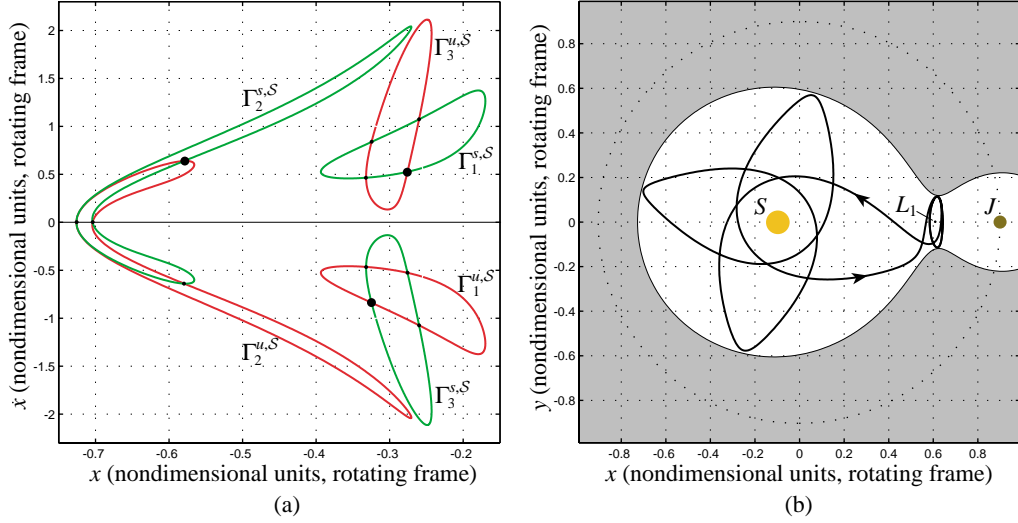 2
1.5
1
0.5
0
-0.5
-1
-1.5
-2
x (nondimensional units, rotating frame)
-0.7 -0.6 -0.5 -0.4 -0.3 -0.2
x (nondimensional units, rotating frame)
(a)
Γ₃ᵘ,𝒮
Γ₂ˢ,𝒮
Γ₁ˢ,𝒮
Γ₁ᵘ,𝒮
Γ₂ᵘ,𝒮
Γ₃ˢ,𝒮
0.8
0.6
0.4
0.2
0
-0.2
-0.4
-0.6
-0.8
y (nondimensional units, rotating frame)
S L₁ J
-0.8 -0.6 -0.4 -0.2 0 0.2 0.4 0.6 0.8
x (nondimensional units, rotating frame)
(b)